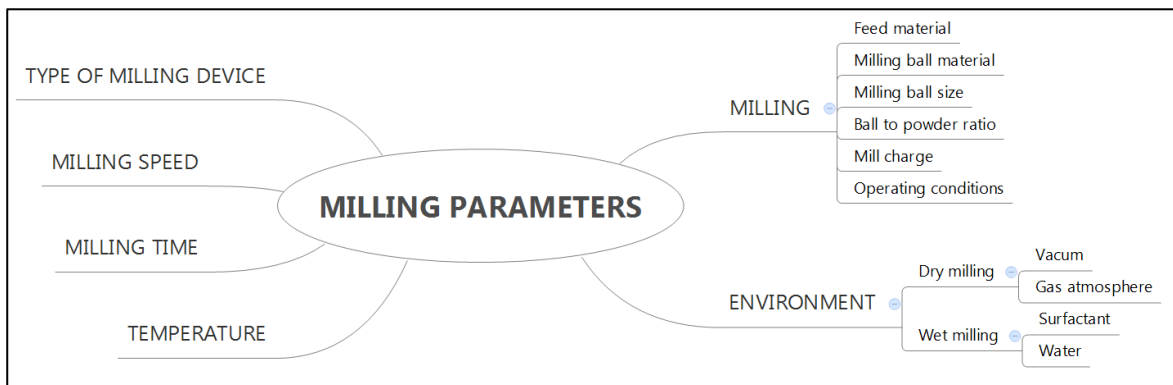 TYPE OF MILLING DEVICE
MILLING SPEED
MILLING TIME
TEMPERATURE
MILLING PARAMETERS
MILLING
Feed material
Milling ball material
Milling ball size
Ball to powder ratio
Mill charge
Operating conditions
ENVIRONMENT
Dry milling
Vacum
Gas atmosphere
Wet milling
Surfactant
Water